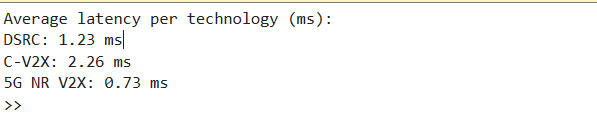 Average latency per technology (ms):
DSRC: 1.23 ms
C-V2X: 2.26 ms
5G NR V2X: 0.73 ms
>>